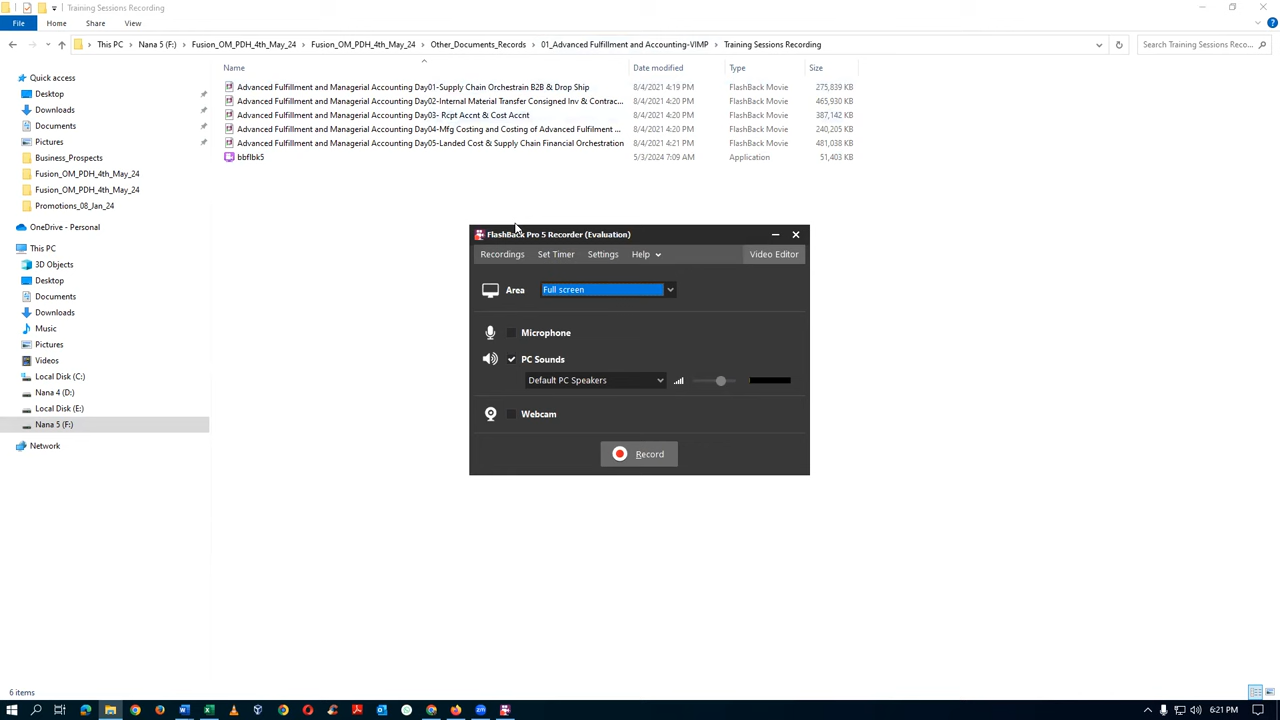 Training Sessions Recording
File Home Share View
This PC Nana 5 (F:) Fusion_OM_PDH_4th_May_24 Fusion_OM_PDH_4th_May_24 Other_Documents_Records 01_Advanced Fulfillment and Accounting-VIMP Training Sessions Recording Search Training Sessions Reco...
Name Date modified Type Size
Quick access
Desktop
Downloads
Documents
Pictures
Business_Prospects
Fusion_OM_PDH_4th_May_24
Fusion_OM_PDH_4th_May_24
Promotions_08_Jan_24
OneDrive - Personal
This PC
3D Objects
Desktop
Documents
Downloads
Music
Pictures
Videos
Local Disk (C:)
Nana 4 (D:)
Local Disk (E:)
Nana 5 (F:)
Network
Advanced Fulfillment and Managerial Accounting Day01-Supply Chain Orchestrain B2B & Drop Ship 8/4/2021 4:19 PM FlashBack Movie 275,839 KB
Advanced Fulfillment and Managerial Accounting Day02-Internal Material Transfer Consigned Inv & Contrac... 8/4/2021 4:20 PM FlashBack Movie 465,930 KB
Advanced Fulfillment and Managerial Accounting Day03- Rcpt Accnt & Cost Accnt 8/4/2021 4:20 PM FlashBack Movie 387,142 KB
Advanced Fulfillment and Managerial Accounting Day04-Mfg Costing and Costing of Advanced Fulfilment ... 8/4/2021 4:20 PM FlashBack Movie 240,205 KB
Advanced Fulfillment and Managerial Accounting Day05-Landed Cost & Supply Chain Financial Orchestration 8/4/2021 4:21 PM FlashBack Movie 481,038 KB
bbflbk5 5/3/2024 7:09 AM Application 51,403 KB
FlashBack Pro 5 Recorder (Evaluation)
Recordings Set Timer Settings Help Video Editor
Area Full screen
Microphone
PC Sounds
Default PC Speakers
Webcam
Record
6 items
6:21 PM